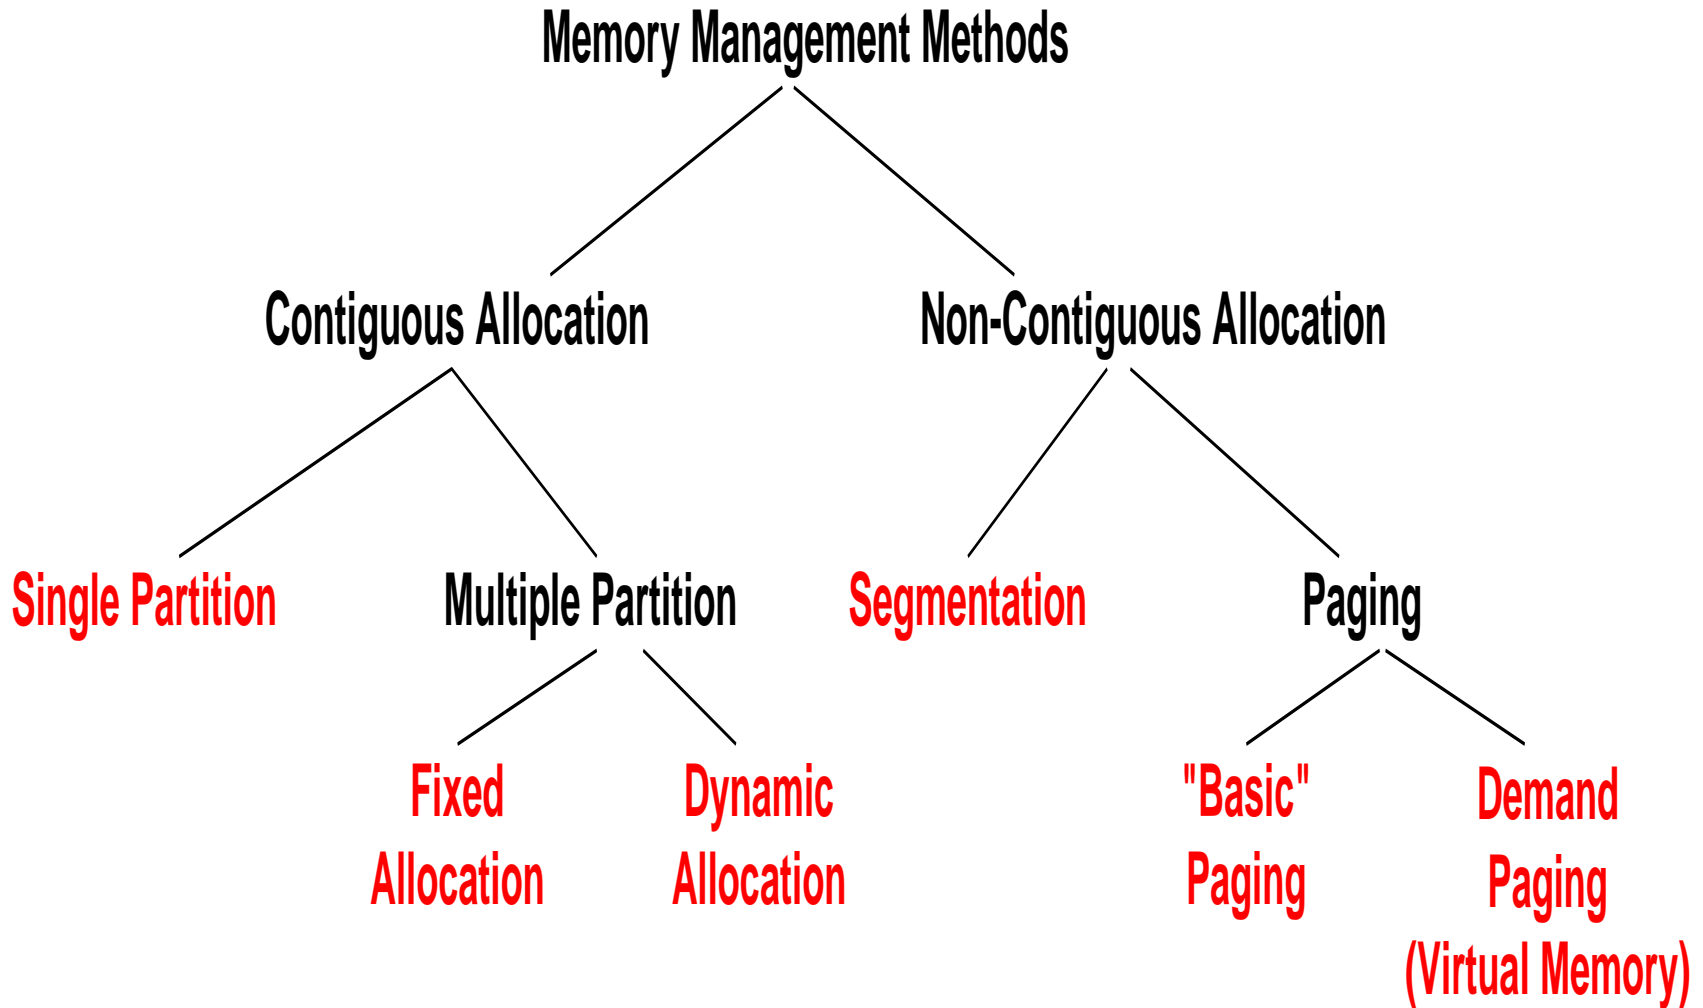 Memory Management Methods
Contiguous Allocation
Non-Contiguous Allocation
Single Partition
Multiple Partition
Segmentation
Paging
Fixed
Allocation
Dynamic
Allocation
"Basic"
Paging
Demand
Paging
(Virtual Memory)